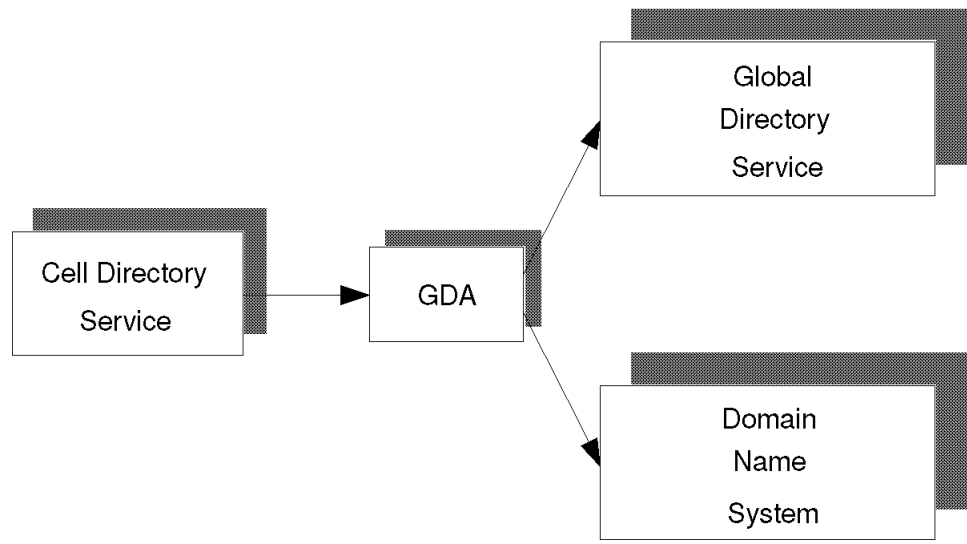 Cell Directory
Service
GDA
Global
Directory
Service
Domain
Name
System